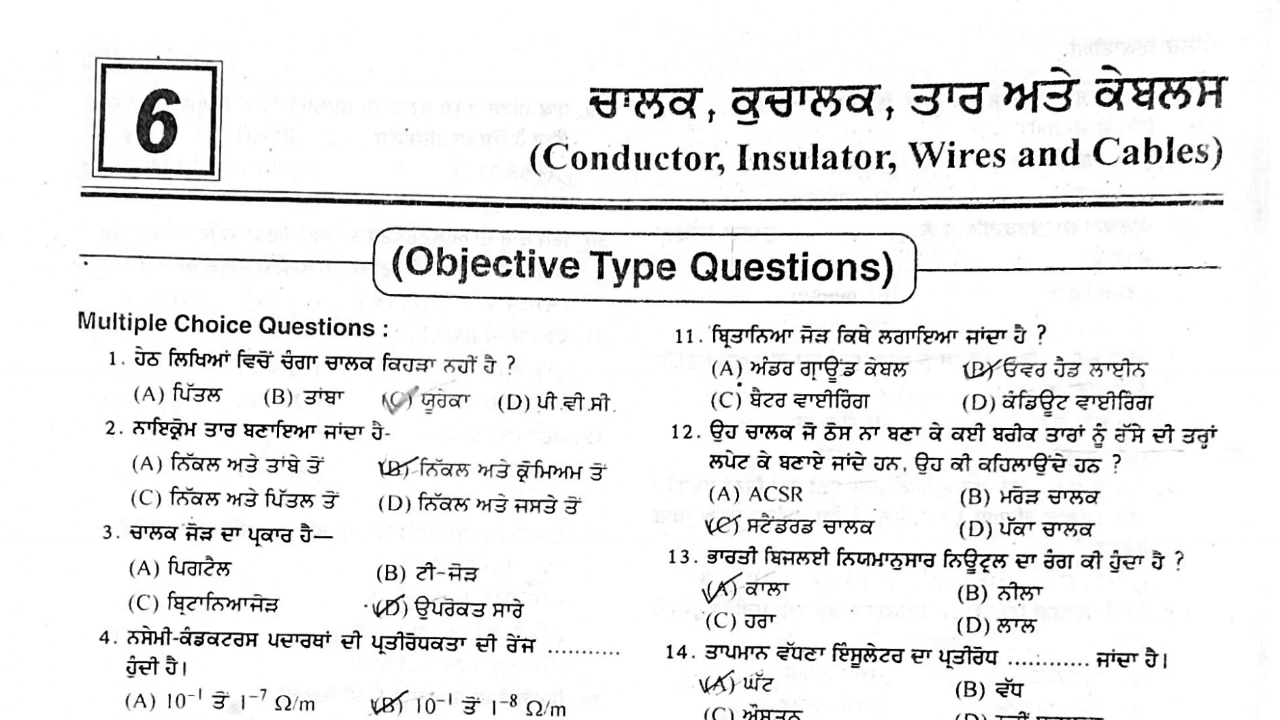 6
ਚਾਲਕ, ਕੁਚਾਲਕ, ਤਾਰ ਅਤੇ ਕੇਬਲਸ
(Conductor, Insulator, Wires and Cables)
(Objective Type Questions)
Multiple Choice Questions :
1. ਹੇਠ ਲਿਖਿਆਂ ਵਿਚੋਂ ਚੰਗਾ ਚਾਲਕ ਕਿਹੜਾ ਨਹੀਂ ਹੈ ?
(A) ਪਿੱਤਲ (B) ਤਾਂਬਾ (C) ਯੂਰੇਕਾ (D) ਪੀ.ਵੀ.ਸੀ.
2. ਨਾਇਕ੍ਰੋਮ ਤਾਰ ਬਣਾਇਆ ਜਾਂਦਾ ਹੈ-
(A) ਨਿੱਕਲ ਅਤੇ ਤਾਂਬੇ ਤੋਂ (B) ਨਿੱਕਲ ਅਤੇ ਕ੍ਰੋਮਿਅਮ ਤੋਂ
(C) ਨਿੱਕਲ ਅਤੇ ਪਿੱਤਲ ਤੋਂ (D) ਨਿੱਕਲ ਅਤੇ ਜਸਤੇ ਤੋਂ
3. ਚਾਲਕ ਜੋੜ ਦਾ ਪ੍ਰਕਾਰ ਹੈ—
(A) ਪਿਗਟੈਲ (B) ਟੀ-ਜੋੜ
(C) ਬ੍ਰਿਟਾਨਿਆਜੋੜ (D) ਉਪਰੋਕਤ ਸਾਰੇ
4. ਨਸੇਮੀ-ਕੰਡਕਟਰਸ ਪਦਾਰਥਾਂ ਦੀ ਪ੍ਰਤੀਰੋਧਕਤਾ ਦੀ ਰੇਂਜ ...........
ਹੁੰਦੀ ਹੈ।
(A) 10⁻¹ ਤੋਂ 1⁻⁷ Ω/m (B) 10⁻¹ ਤੋਂ 1⁻⁸ Ω/m
11. ਬ੍ਰਿਤਾਨਿਆ ਜੋੜ ਕਿਥੇ ਲਗਾਇਆ ਜਾਂਦਾ ਹੈ ?
(A) ਅੰਡਰ ਗ੍ਰਾਊਂਡ ਕੇਬਲ (B) ਓਵਰ ਹੈਡ ਲਾਈਨ
(C) ਬੈਟਰ ਵਾਈਰਿੰਗ (D) ਕੰਡਿਊਟ ਵਾਈਰਿੰਗ
12. ਉਹ ਚਾਲਕ ਜੋ ਠੋਸ ਨਾ ਬਣਾ ਕੇ ਕਈ ਬਰੀਕ ਤਾਰਾਂ ਨੂੰ ਰੱਸੇ ਦੀ ਤਰ੍ਹਾਂ
ਲਪੇਟ ਕੇ ਬਣਾਏ ਜਾਂਦੇ ਹਨ, ਉਹ ਕੀ ਕਹਿਲਾਉਂਦੇ ਹਨ ?
(A) ACSR (B) ਮਰੋੜ ਚਾਲਕ
(C) ਸਟੈਂਡਰਡ ਚਾਲਕ (D) ਪੱਕਾ ਚਾਲਕ
13. ਭਾਰਤੀ ਬਿਜਲਈ ਨਿਯਮਾਨੁਸਾਰ ਨਿਊਟ੍ਰਲ ਦਾ ਰੰਗ ਕੀ ਹੁੰਦਾ ਹੈ ?
(A) ਕਾਲਾ (B) ਨੀਲਾ
(C) ਹਰਾ (D) ਲਾਲ
14. ਤਾਪਮਾਨ ਵੱਧਣਾ ਇੰਸੂਲੇਟਰ ਦਾ ਪ੍ਰਤੀਰੋਧ ............ ਜਾਂਦਾ ਹੈ।
(A) ਘੱਟ (B) ਵੱਧ
(C) ਔਸਤਨ